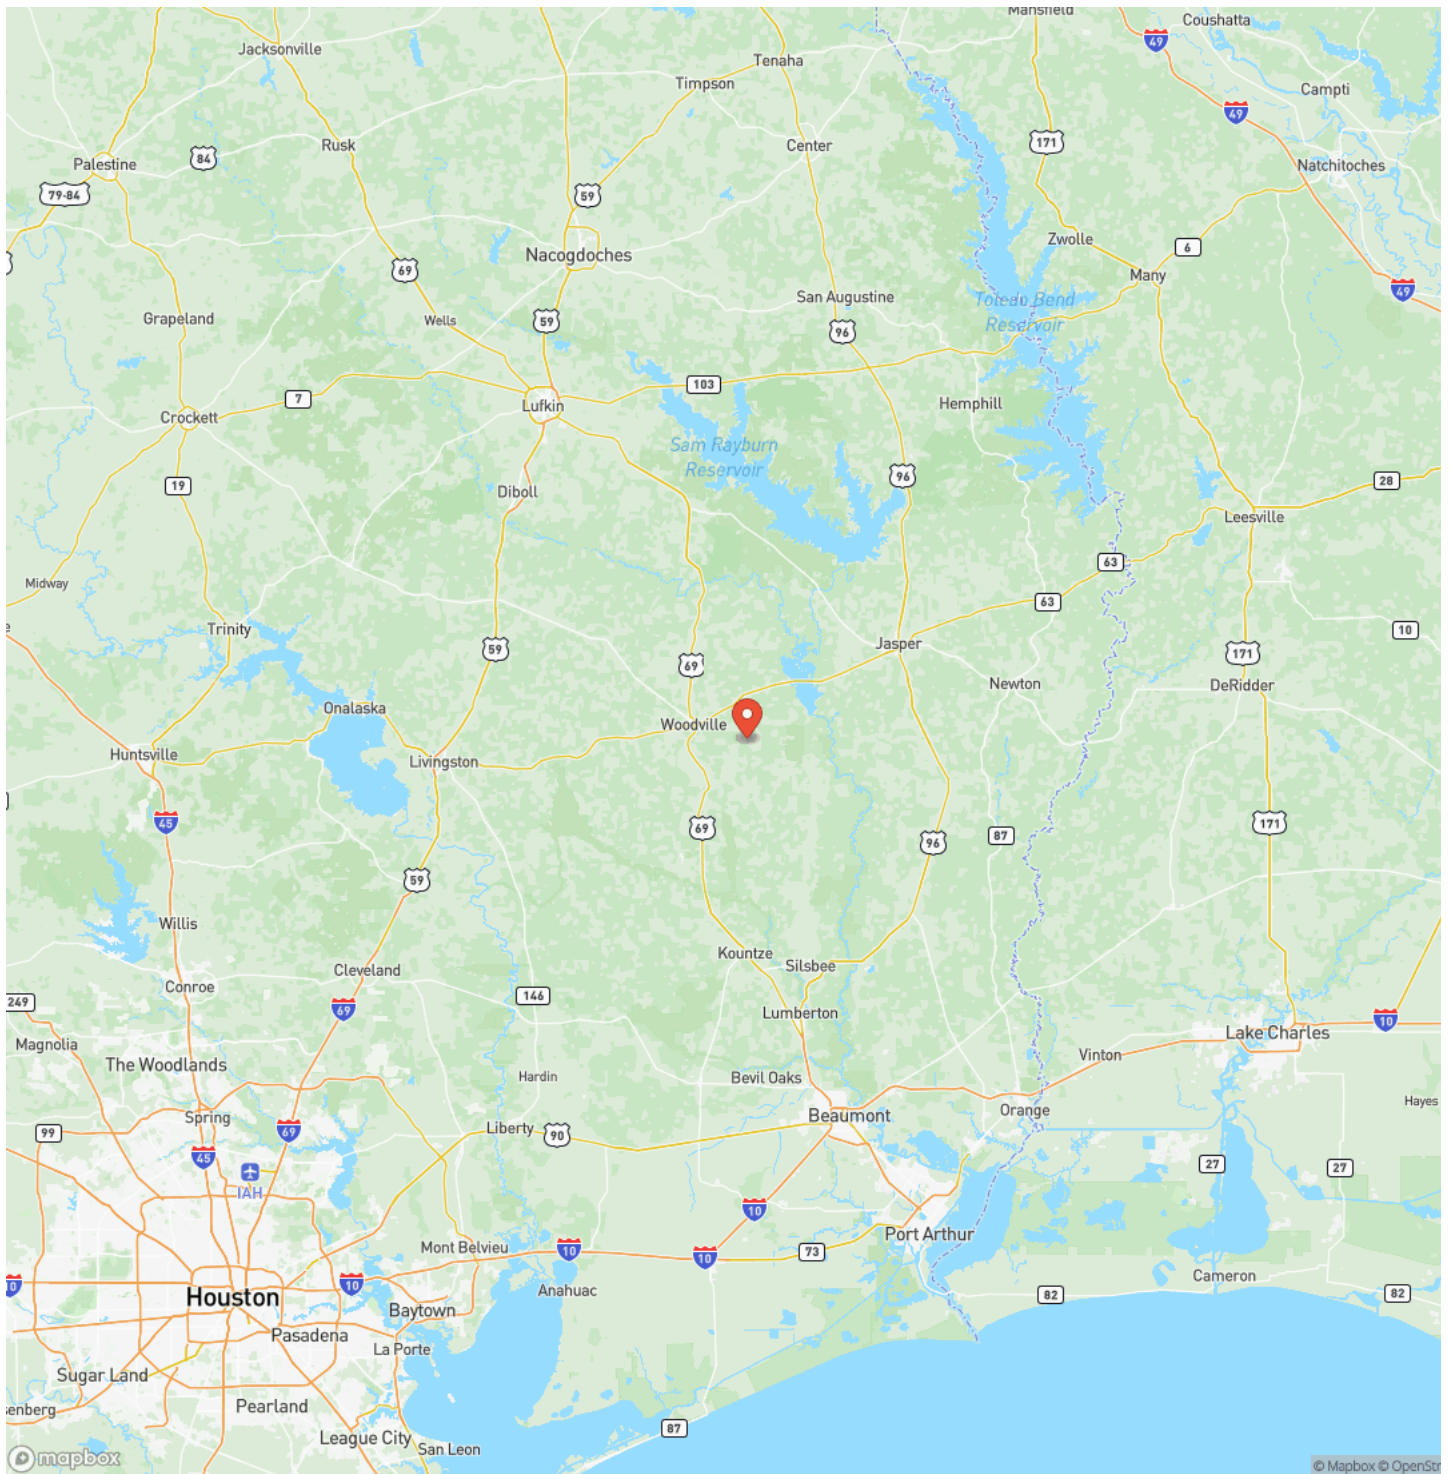 Mansfield
Coushatta
49
Jacksonville
Tenaha
Timpson
Campti
49
171
Rusk
Center
84
Palestine
Natchitoches
79-84
59
Zwolle
6
Nacogdoches
69
Many
49
San Augustine
Toledo Bend
Reservoir
Grapeland
Wells
59
96
103
7
Hemphill
Lufkin
Crockett
Sam Rayburn
Reservoir
96
28
19
Diboll
Leesville
63
Midway
63
Trinity
10
Jasper
59
171
69
Newton
DeRidder
Onalaska
Woodville
Huntsville
Livingston
45
171
69
87
96
59
Willis
Kountze
Silsbee
Cleveland
Conroe
146
249
69
Lumberton
10
Lake Charles
Magnolia
Vinton
The Woodlands
Hardin
Bevil Oaks
Hayes
Spring
Beaumont
Orange
99
69
Liberty
90
45
27
27
IAH
10
Port Arthur
Mont Belvieu
10
10
73
Cameron
10
10
Anahuac
82
82
Houston
Baytown
Pasadena
La Porte
Sugar Land
senberg
Pearland
87
League City
San Leon
mapbox
© Mapbox © OpenStr